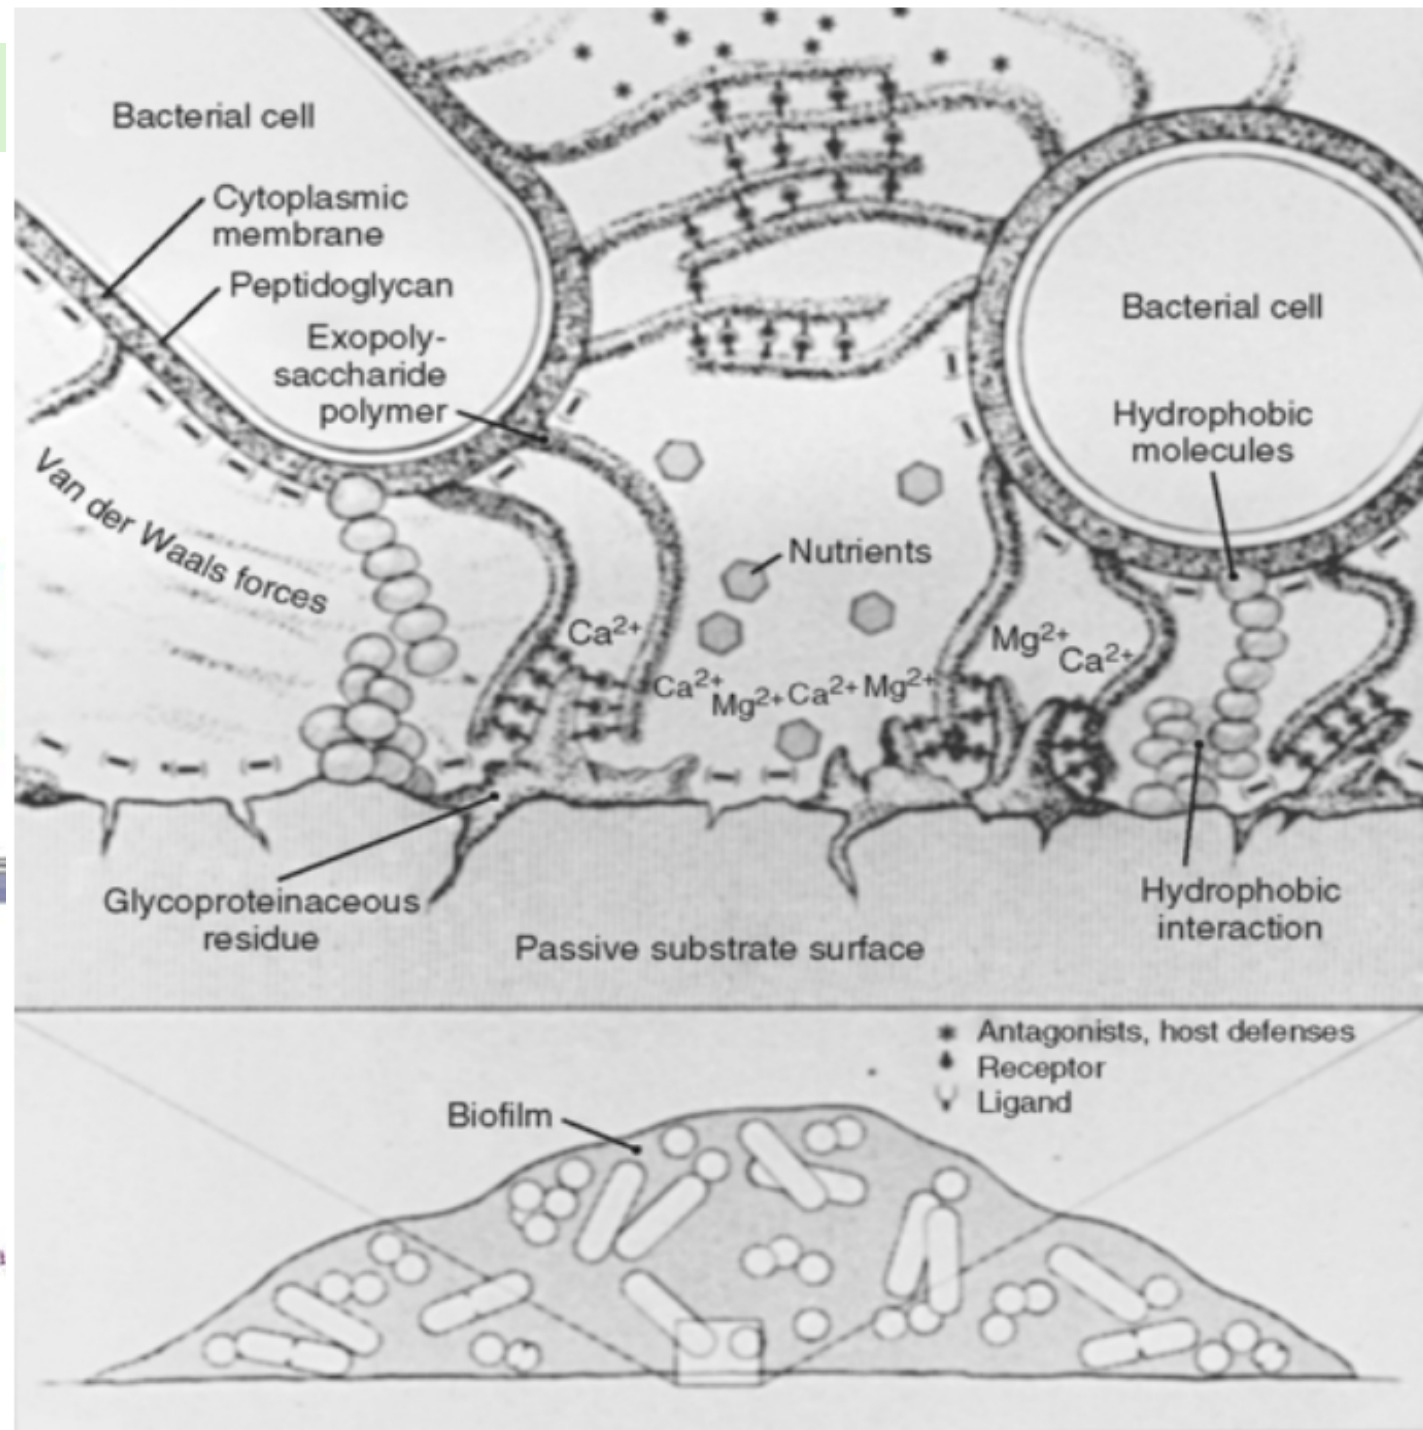 Bacterial cell
Cytoplasmic
membrane
Peptidoglycan
Exopoly-
saccharide
polymer
Bacterial cell
Hydrophobic
molecules
Van der Waals forces
Nutrients
Ca2+
Mg2+
Ca2+
Ca2+
Mg2+
Ca2+
Mg2+
Glycoproteinaceous
residue
Passive substrate surface
Hydrophobic
interaction
Antagonists, host defenses
Receptor
Ligand
Biofilm